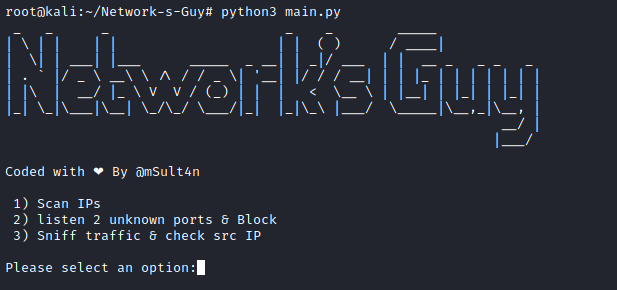 root@kali:~/Network-s-Guy# python3 main.py
Network's Guy
Coded with ❤ By @mSult4n
1) Scan IPs
2) listen 2 unknown ports & Block
3) Sniff traffic & check src IP
Please select an option: